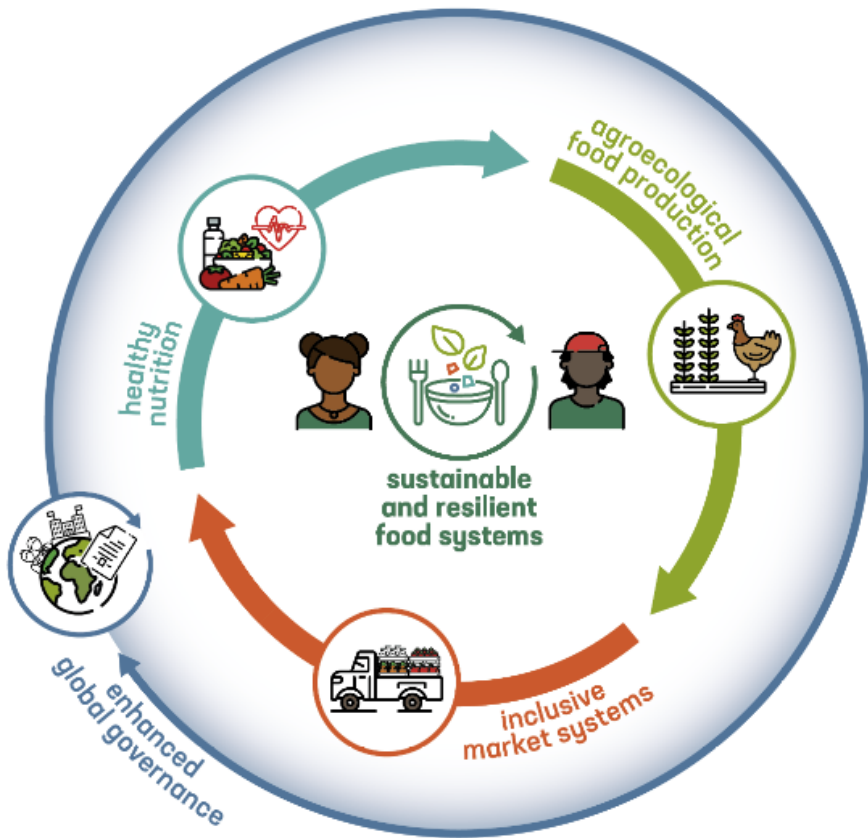 agroecological
food production
healthy
nutrition
sustainable
and resilient
food systems
inclusive
market systems
enhanced
global governance